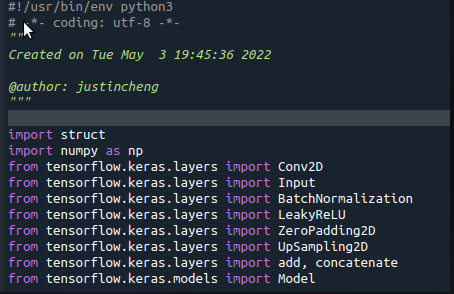 #!/usr/bin/env python3
# -*- coding: utf-8 -*-
"""
Created on Tue May  3 19:45:36 2022

@author: justincheng
"""

import struct
import numpy as np
from tensorflow.keras.layers import Conv2D
from tensorflow.keras.layers import Input
from tensorflow.keras.layers import BatchNormalization
from tensorflow.keras.layers import LeakyReLU
from tensorflow.keras.layers import ZeroPadding2D
from tensorflow.keras.layers import UpSampling2D
from tensorflow.keras.layers import add, concatenate
from tensorflow.keras.models import Model